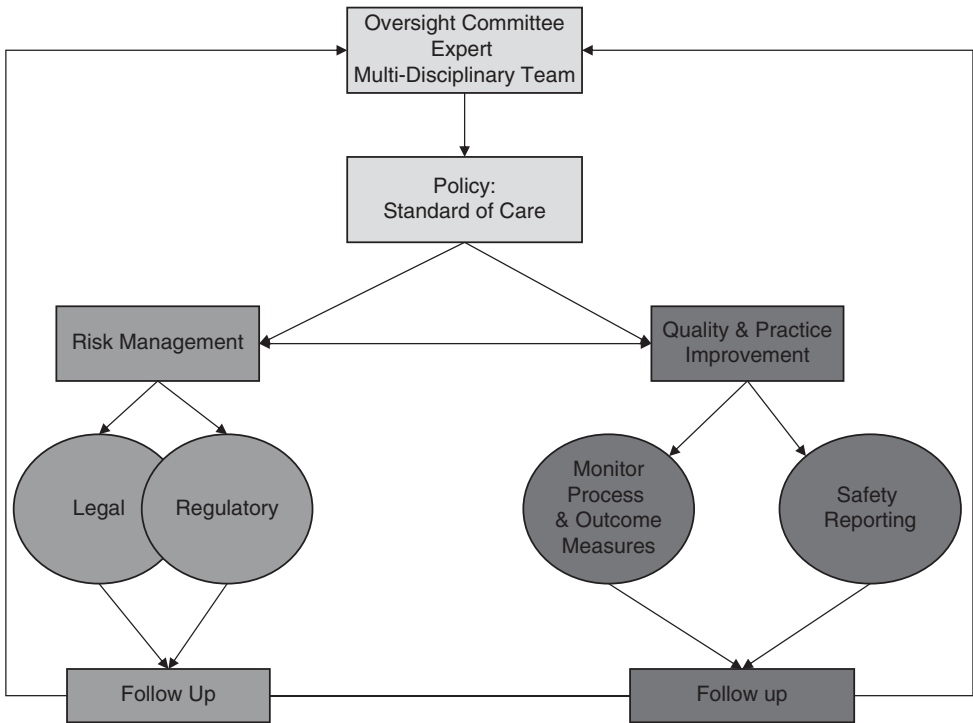 Oversight Committee
Expert
Multi-Disciplinary Team
Policy:
Standard of Care
Risk Management
Quality & Practice
Improvement
Legal
Regulatory
Monitor
Process
& Outcome
Measures
Safety
Reporting
Follow Up
Follow up